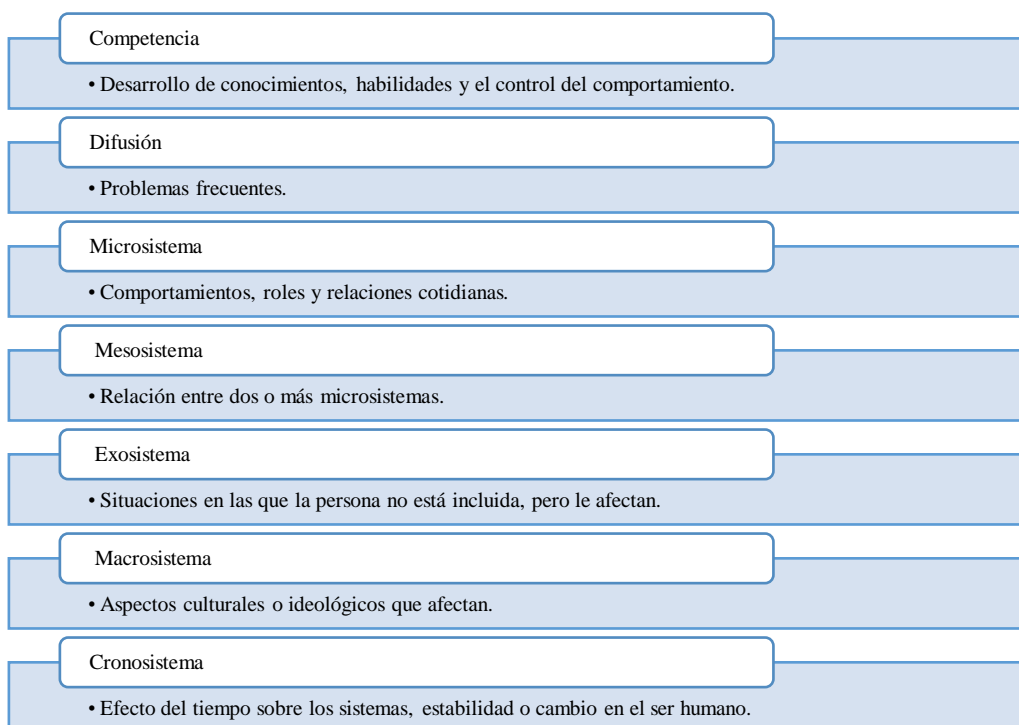 Competencia
• Desarrollo de conocimientos, habilidades y el control del comportamiento.
Difusión
• Problemas frecuentes.
Microsistema
• Comportamientos, roles y relaciones cotidianas.
Mesosistema
• Relación entre dos o más microsistemas.
Exosistema
• Situaciones en las que la persona no está incluida, pero le afectan.
Macrosistema
• Aspectos culturales o ideológicos que afectan.
Cronosistema
• Efecto del tiempo sobre los sistemas, estabilidad o cambio en el ser humano.